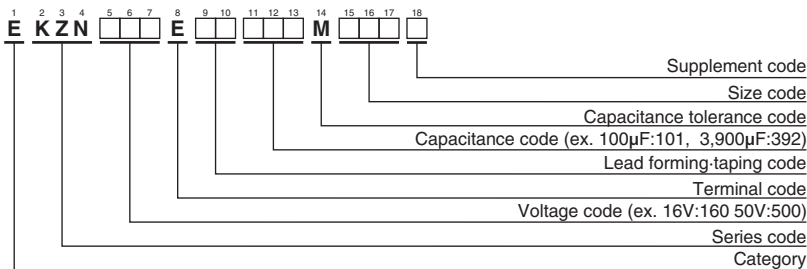 1 2 3 4 5 6 7 8 9 10 11 12 13 14 15 16 17 18
E KZN E M
Supplement code
Size code
Capacitance tolerance code
Capacitance code (ex. 100μF:101, 3,900μF:392)
Lead forming·taping code
Terminal code
Voltage code (ex. 16V:160 50V:500)
Series code
Category